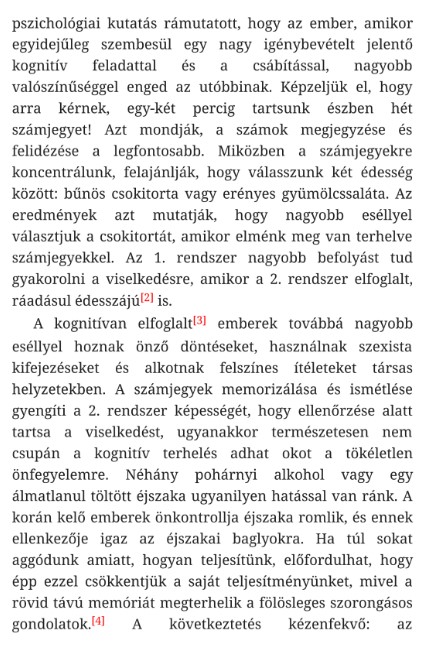 pszichológiai kutatás rámutatott, hogy az ember, amikor
egyidejűleg szembesül egy nagy igénybevételt jelentő
kognitív feladattal és a csábítással, nagyobb
valószínűséggel enged az utóbbinak. Képzeljük el, hogy
arra kérnek, egy-két percig tartsunk észben hét
számjegyet! Azt mondják, a számok megjegyzése és
felidézése a legfontosabb. Miközben a számjegyekre
koncentrálunk, felajánlják, hogy válasszunk két édesség
között: bűnös csokitorta vagy erényes gyümölcssaláta. Az
eredmények azt mutatják, hogy nagyobb eséllyel
választjuk a csokitortát, amikor elménk meg van terhelve
számjegyekkel. Az 1. rendszer nagyobb befolyást tud
gyakorolni a viselkedésre, amikor a 2. rendszer elfoglalt,
ráadásul édesszájú[2] is.
A kognitívan elfoglalt[3] emberek továbbá nagyobb
eséllyel hoznak önző döntéseket, használnak szexista
kifejezéseket és alkotnak felszínes ítéleteket társas
helyzetekben. A számjegyek memorizálása és ismétlése
gyengíti a 2. rendszer képességét, hogy ellenőrzése alatt
tartsa a viselkedést, ugyanakkor természetesen nem
csupán a kognitív terhelés adhat okot a tökéletlen
önfegyelemre. Néhány pohárnyi alkohol vagy egy
álmatlanul töltött éjszaka ugyanilyen hatással van ránk. A
korán kelő emberek önkontrollja éjszaka romlik, és ennek
ellenkezője igaz az éjszakai baglyokra. Ha túl sokat
aggódunk amiatt, hogyan teljesítünk, előfordulhat, hogy
épp ezzel csökkentjük a saját teljesítményünket, mivel a
rövid távú memóriát megterhelik a fölösleges szorongásos
gondolatok.[4] A következtetés kézenfekvő: az